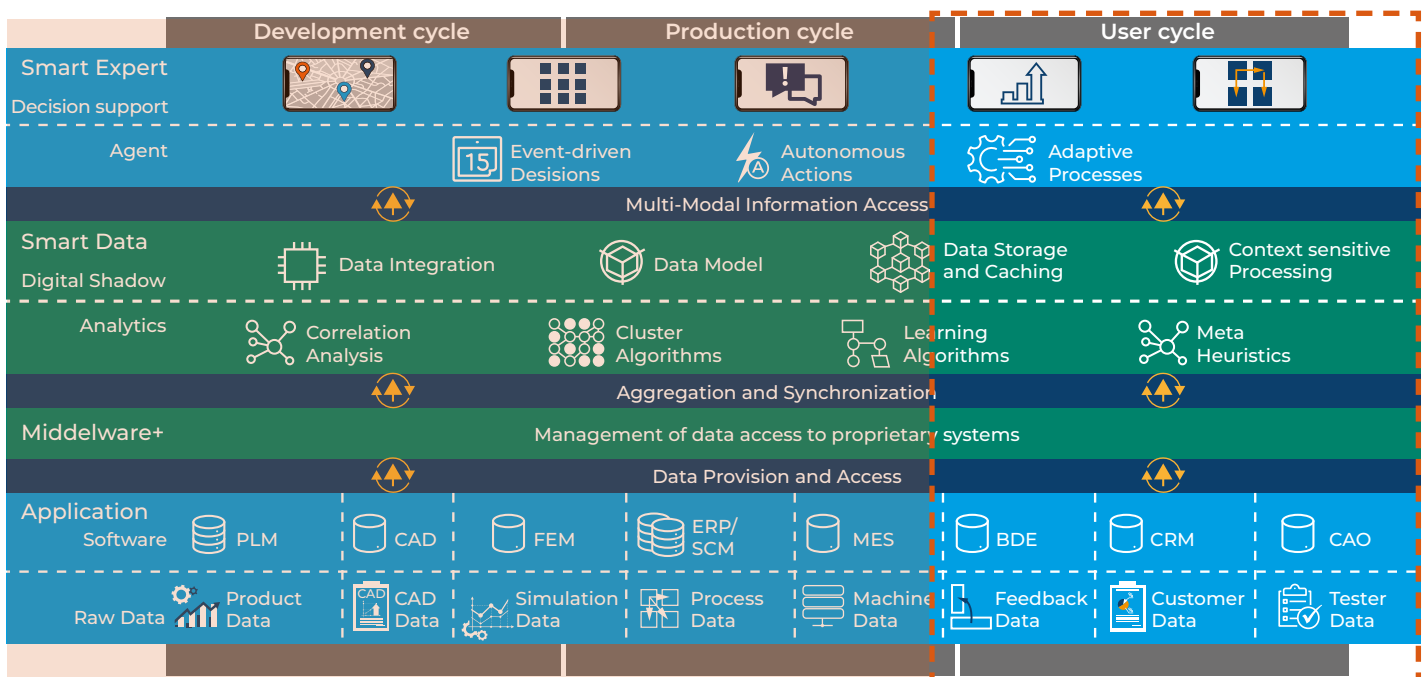 Development cycle
Production cycle
User cycle
Smart Expert
Decision support
Agent
15
Event-driven
Desisions
A
Autonomous
Actions
Adaptive
Processes
Multi-Modal Information Access
Smart Data
Digital Shadow
Data Integration
Data Model
Data Storage
and Caching
Context sensitive
Processing
Analytics
Correlation
Analysis
Cluster
Algorithms
Learning
Algorithms
Meta
Heuristics
Aggregation and Synchronization
Middelware+
Management of data access to proprietary systems
Data Provision and Access
Application
Software
PLM
CAD
FEM
ERP/
SCM
MES
BDE
CRM
CAO
Raw Data
Product
Data
CAD
CAD
Data
Simulation
Data
Process
Data
Machine
Data
Feedback
Data
Customer
Data
Tester
Data